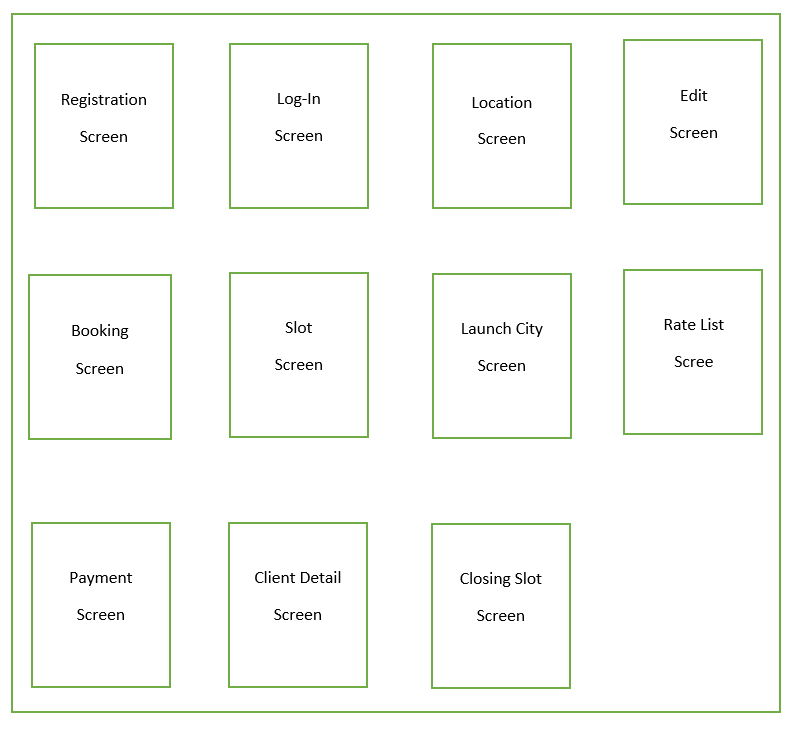 Registration
Screen
Log-In
Screen
Location
Screen
Edit
Screen
Booking
Screen
Slot
Screen
Launch City
Screen
Rate List
Scree
Payment
Screen
Client Detail
Screen
Closing Slot
Screen